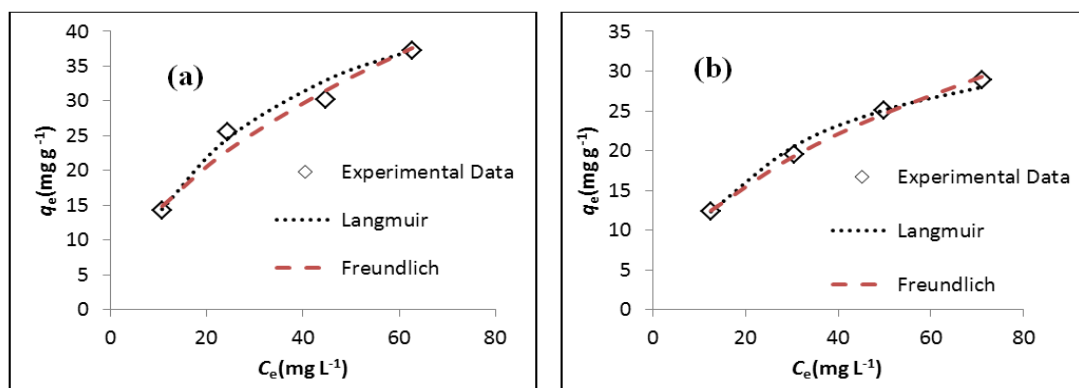 (a)
40
35
30
25
20
15
10
5
0
qe(mg g-1)
Experimental Data
Langmuir
Freundlich
0 20 40 60 80
Ce(mg L-1)
(b)
35
30
25
20
15
10
5
0
qe(mg g-1)
Experimental Data
Langmuir
Freundlich
0 20 40 60 80
Ce(mg L-1)